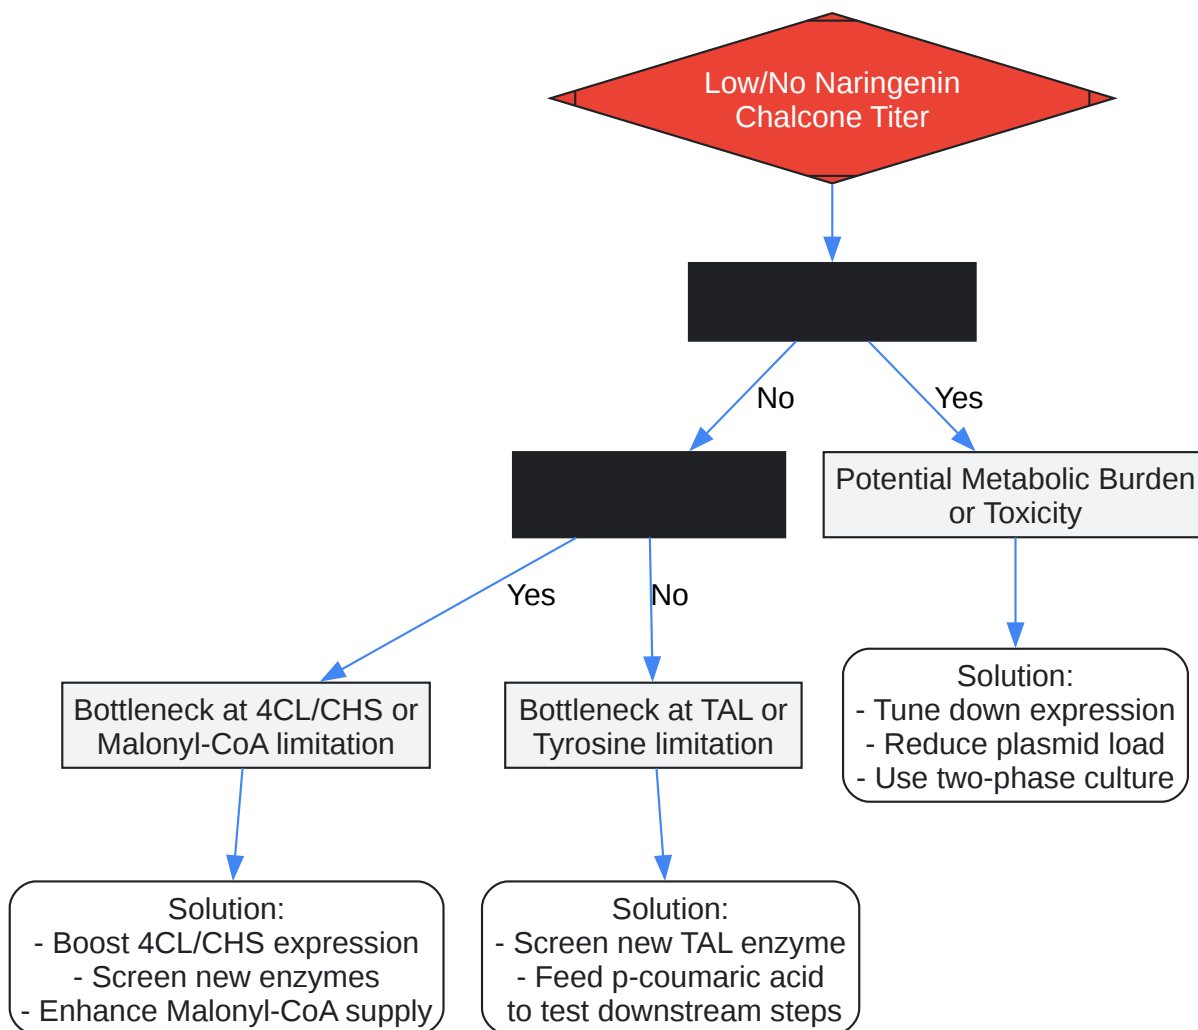 Low/No Naringenin
Chalcone Titer
No
Yes
Potential Metabolic Burden
or Toxicity
Yes
No
Solution:
- Tune down expression
- Reduce plasmid load
- Use two-phase culture
Bottleneck at 4CL/CHS or
Malonyl-CoA limitation
Bottleneck at TAL or
Tyrosine limitation
Solution:
- Boost 4CL/CHS expression
- Screen new enzymes
- Enhance Malonyl-CoA supply
Solution:
- Screen new TAL enzyme
- Feed p-coumaric acid
to test downstream steps